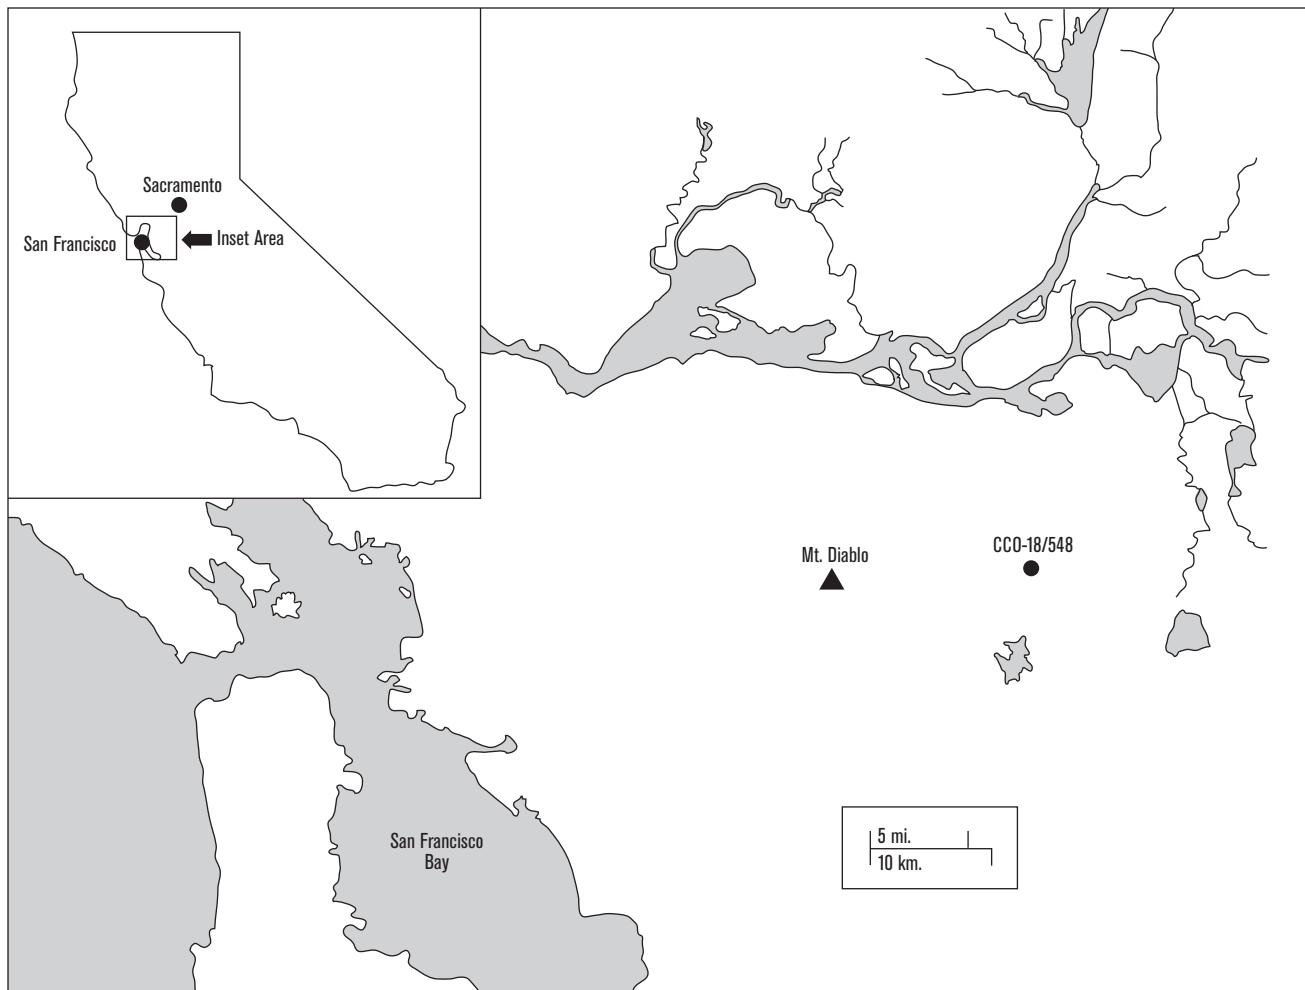 Sacramento
San Francisco
Inset Area
Mt. Diablo
CCO-18/548
San Francisco
Bay
5 mi.
10 km.